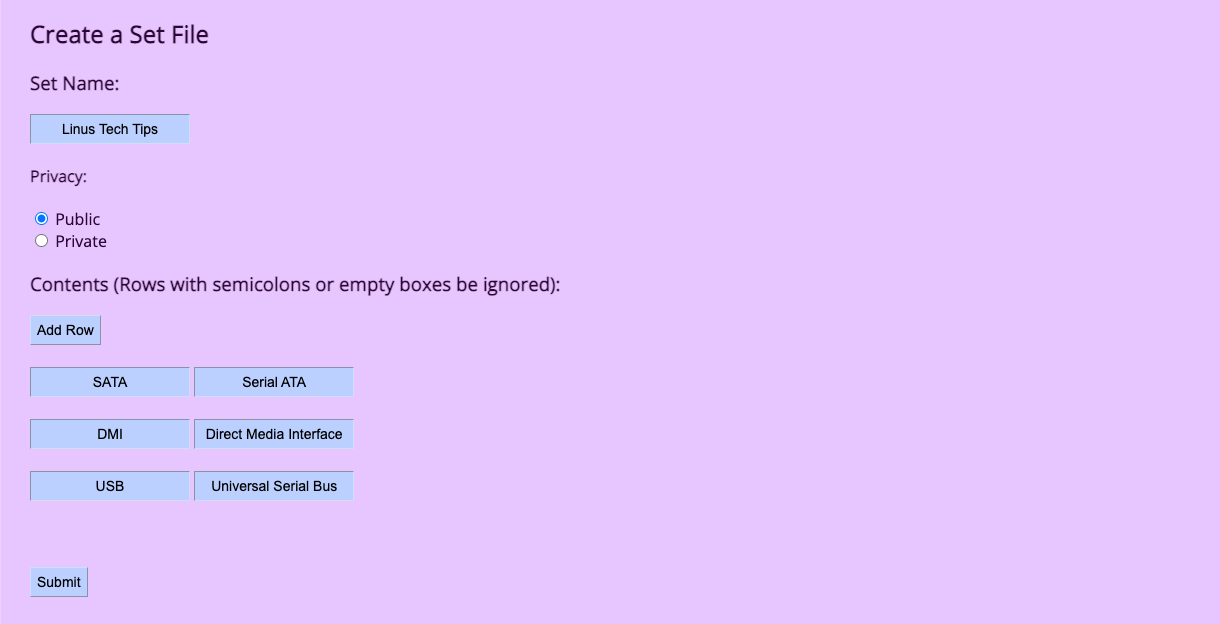 Create a Set File
Set Name:
Linus Tech Tips
Privacy:
Public
Private
Contents (Rows with semicolons or empty boxes be ignored):
Add Row
SATA Serial ATA
DMI Direct Media Interface
USB Universal Serial Bus
Submit